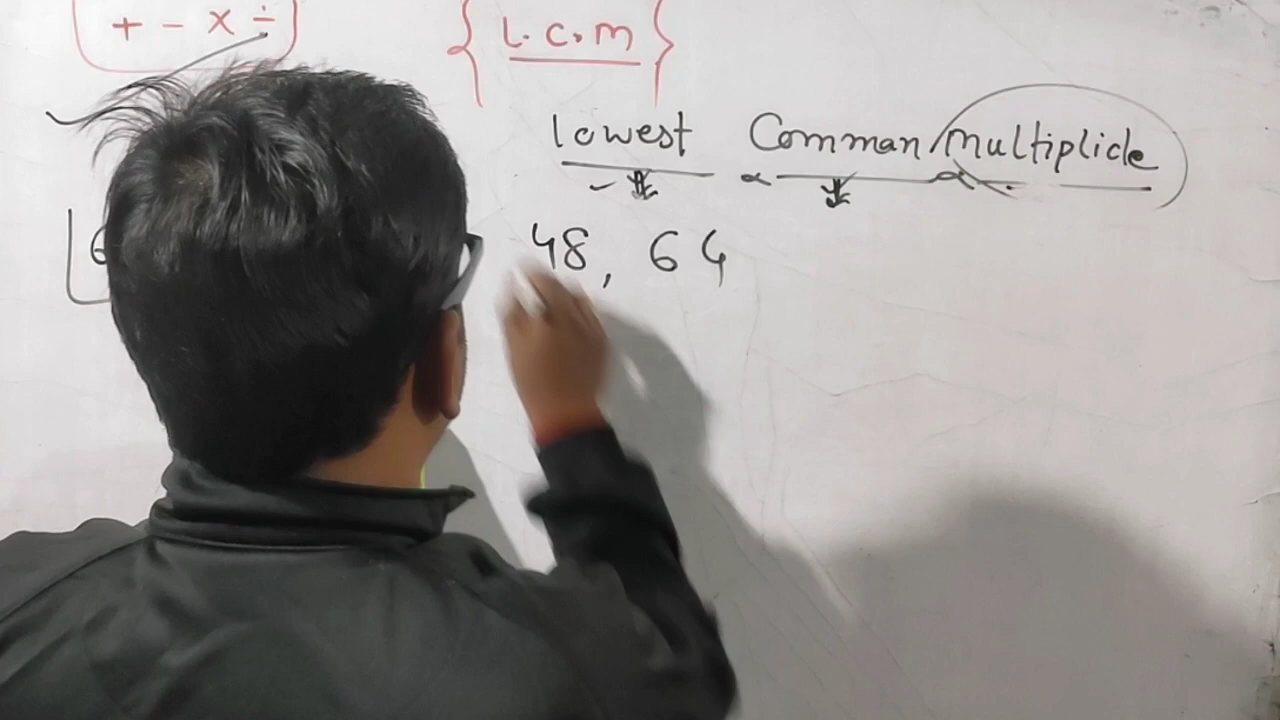 + - x ÷
{ L.C.M }
lowest Comman Multiplicle
48, 64